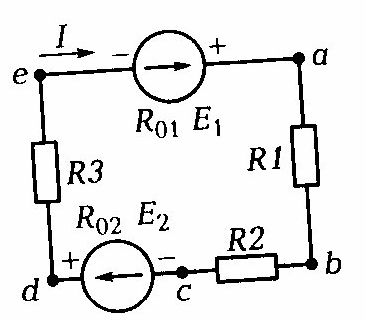 I
− +
e a
R₀₁ E₁
R3 R1
R₀₂ E₂
R2
+ −
d c b